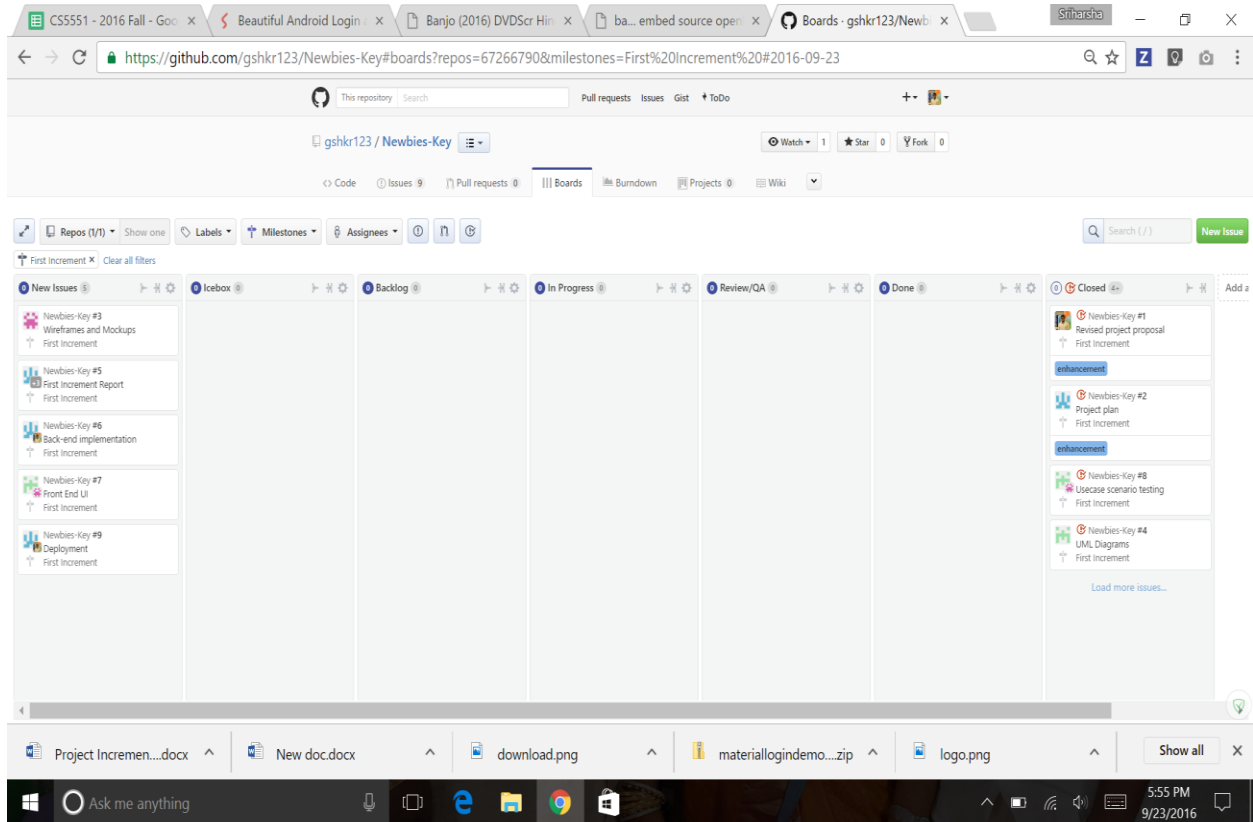 CS5551 - 2016 Fall - Goo
Beautiful Android Login
Banjo (2016) DVDScr Hin
ba... embed source open
Boards · gshkr123/Newb
Sriharsha
https://github.com/gshkr123/Newbies-Key#boards?repos=67266790&milestones=First%20Increment%20#2016-09-23
This repository Search Pull requests Issues Gist ToDo
gshkr123 / Newbies-Key Watch 1 Star 0 Fork 0
Code Issues 9 Pull requests 0 Boards Burndown Projects 0 Wiki
Repos (1/1) Show one Labels Milestones Assignees Search ( / ) New Issue
First Increment × Clear all filters
0 New Issues 5
Newbies-Key #3
Wireframes and Mockups
First Increment
Newbies-Key #5
+3 First Increment Report
First Increment
Newbies-Key #6
Back-end implementation
First Increment
Newbies-Key #7
Front End UI
First Increment
Newbies-Key #9
Deployment
First Increment
0 Icebox 0
0 Backlog 0
0 In Progress 0
0 Review/QA 0
0 Done 0
0 Closed 4+
Newbies-Key #1
Revised project proposal
First Increment
enhancement
Newbies-Key #2
Project plan
First Increment
enhancement
Newbies-Key #8
Usecase scenario testing
First Increment
Newbies-Key #4
UML Diagrams
First Increment
Load more issues...
Add a
Project Incremen....docx New doc.docx download.png materiallogindemo....zip logo.png Show all
Ask me anything
5:55 PM
9/23/2016